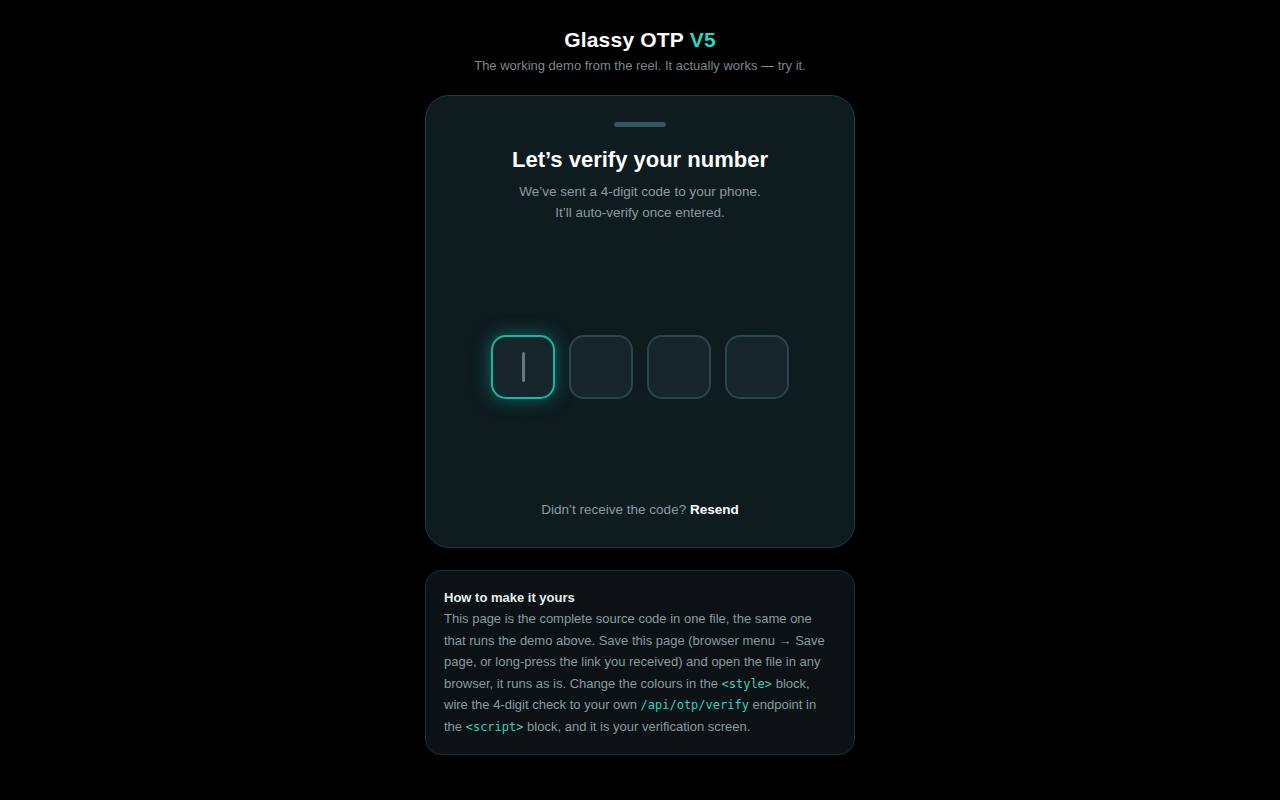 Glassy OTP V5
The working demo from the reel. It actually works — try it.
Let’s verify your number
We’ve sent a 4-digit code to your phone.
It’ll auto-verify once entered.
Didn’t receive the code? Resend
How to make it yours
This page is the complete source code in one file, the same one
that runs the demo above. Save this page (browser menu → Save
page, or long-press the link you received) and open the file in any
browser, it runs as is. Change the colours in the <style> block,
wire the 4-digit check to your own /api/otp/verify endpoint in
the <script> block, and it is your verification screen.